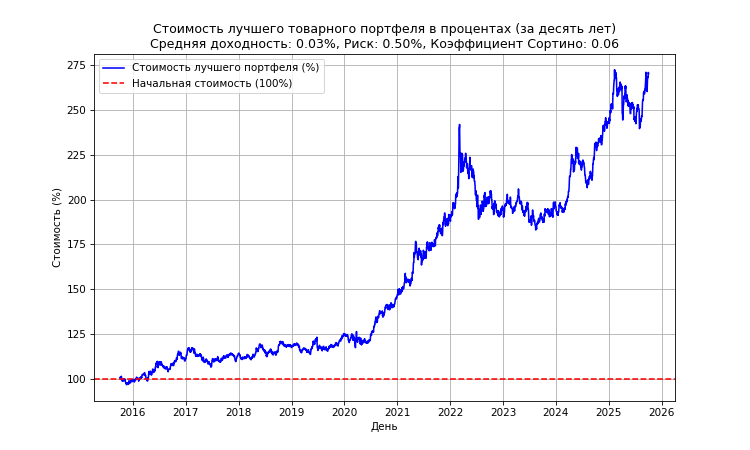 Стоимость лучшего товарного портфеля в процентах (за десять лет)
Средняя доходность: 0.03%, Риск: 0.50%, Коэффициент Сортино: 0.06
Стоимость лучшего портфеля (%)
Начальная стоимость (100%)
Стоимость (%)
275
250
225
200
175
150
125
100
2016 2017 2018 2019 2020 2021 2022 2023 2024 2025 2026
День